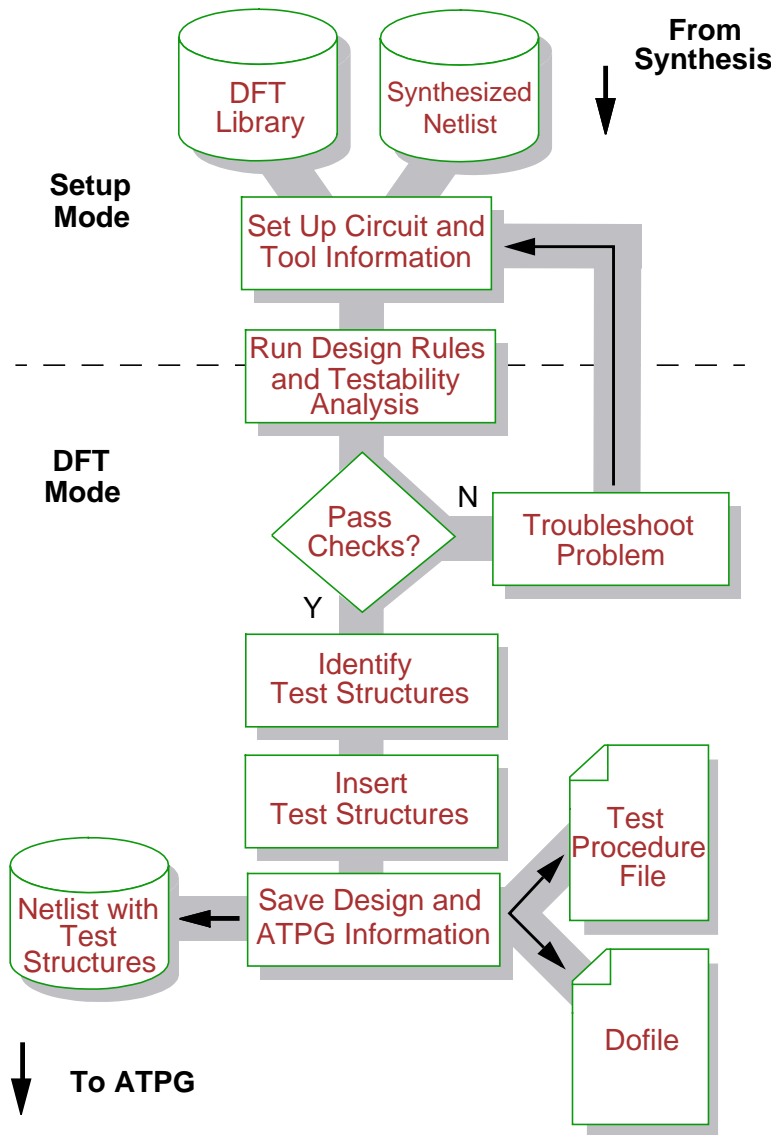 From
Synthesis
DFT
Library
Synthesized
Netlist
Setup
Mode
Set Up Circuit and
Tool Information
Run Design Rules
and Testability
Analysis
DFT
Mode
Pass
Checks?
N
Troubleshoot
Problem
Y
Identify
Test Structures
Insert
Test Structures
Test
Procedure
File
Netlist with
Test
Structures
Save Design and
ATPG Information
Dofile
To ATPG